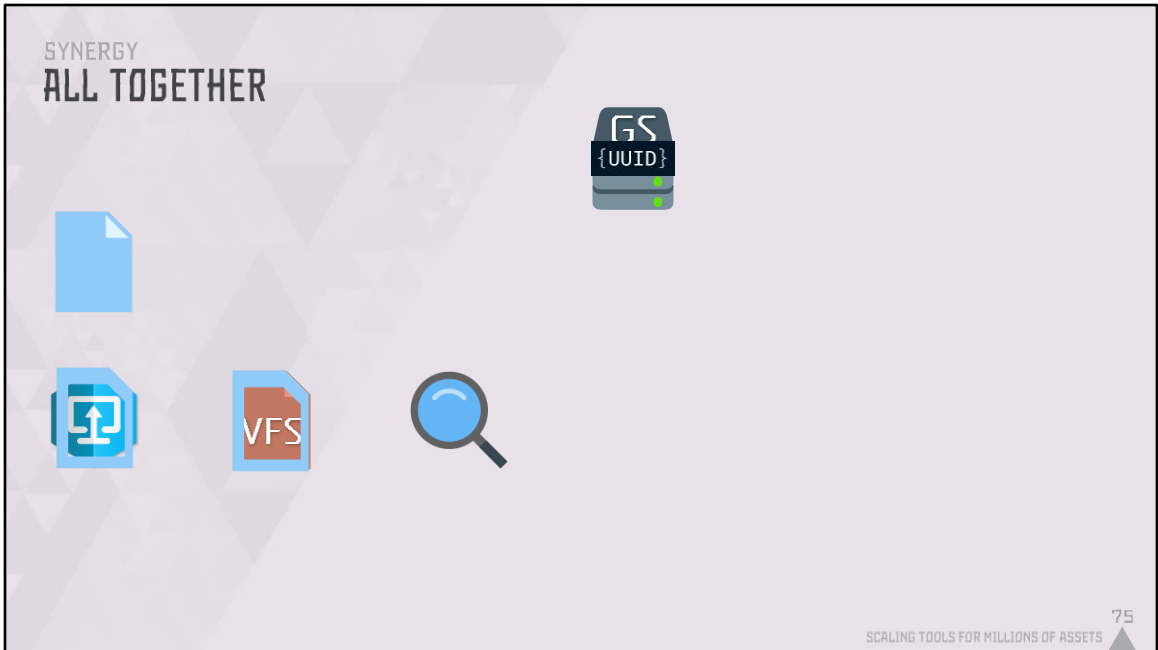 SYNERGY
ALL TOGETHER
GS
{UUID}
VFS
75
SCALING TOOLS FOR MILLIONS OF ASSETS